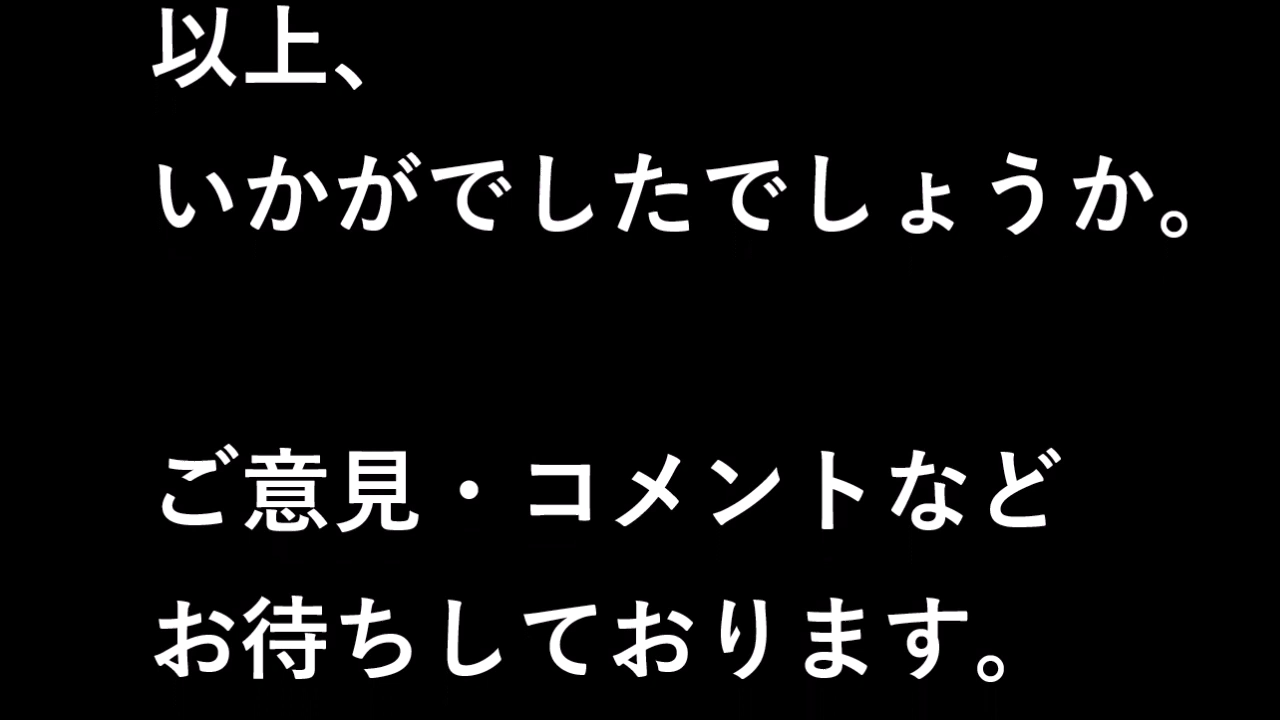 以上、
いかがでしたでしょうか。
ご意見・コメントなど
お待ちしております。